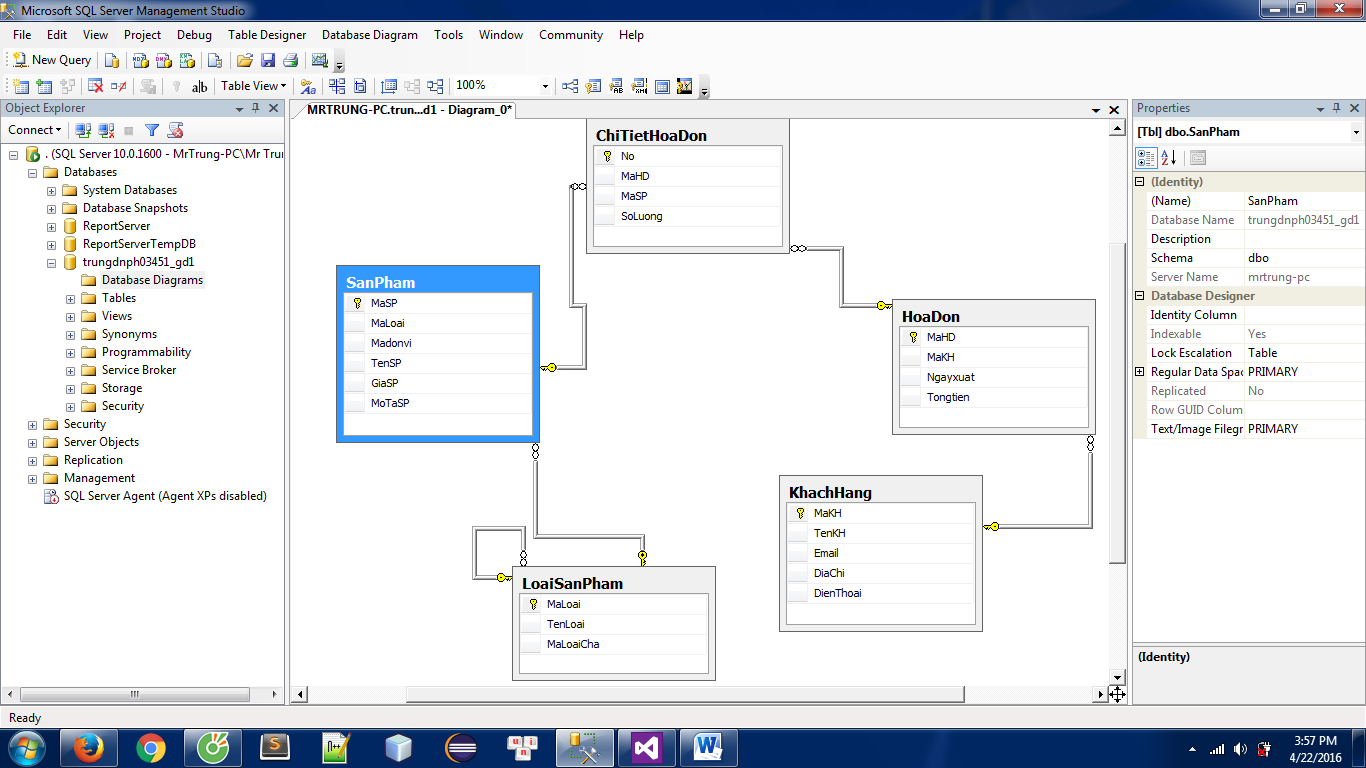 Microsoft SQL Server Management Studio
File Edit View Project Debug Table Designer Database Diagram Tools Window Community Help
New Query
ab Table View 100%
Object Explorer
Connect
. (SQL Server 10.0.1600 - MrTrung-PC\Mr Trun
Databases
System Databases
Database Snapshots
ReportServer
ReportServerTempDB
trungdnph03451_gd1
Database Diagrams
Tables
Views
Synonyms
Programmability
Service Broker
Storage
Security
Security
Server Objects
Replication
Management
SQL Server Agent (Agent XPs disabled)
MRTRUNG-PC.trun...d1 - Diagram_0*
ChiTietHoaDon
No
MaHD
MaSP
SoLuong
SanPham
MaSP
MaLoai
Madonvi
TenSP
GiaSP
MoTaSP
HoaDon
MaHD
MaKH
Ngayxuat
Tongtien
KhachHang
MaKH
TenKH
Email
DiaChi
DienThoai
LoaiSanPham
MaLoai
TenLoai
MaLoaiCha
Properties
[Tbl] dbo.SanPham
(Identity)
(Name) SanPham
Database Name trungdnph03451_gd1
Description
Schema dbo
Server Name mrtrung-pc
Database Designer
Identity Column
Indexable Yes
Lock Escalation Table
Regular Data Spac PRIMARY
Replicated No
Row GUID Colum
Text/Image Filegr PRIMARY
(Identity)
Ready
3:57 PM
4/22/2016